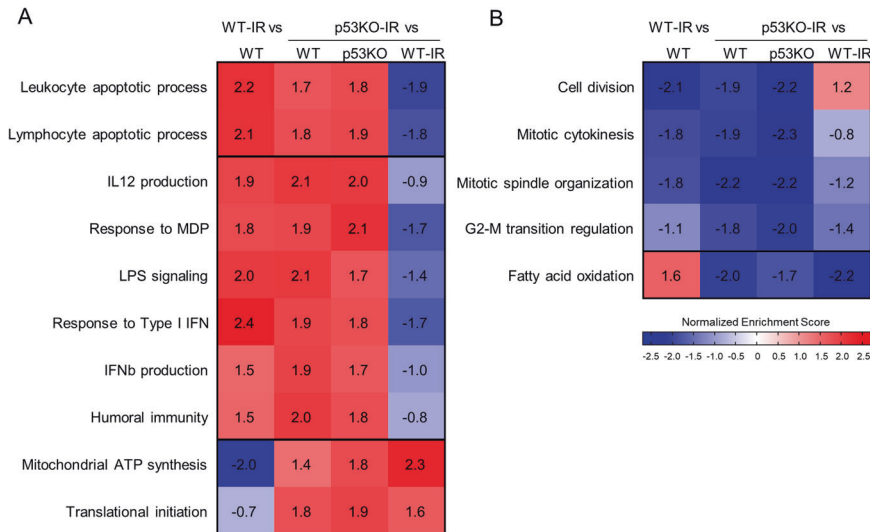 A
WT-IR vs p53KO-IR vs
WT WT p53KO WT-IR
Leukocyte apoptotic process 2.2 1.7 1.8 -1.9
Lymphocyte apoptotic process 2.1 1.8 1.9 -1.8
IL12 production 1.9 2.1 2.0 -0.9
Response to MDP 1.8 1.9 2.1 -1.7
LPS signaling 2.0 2.1 1.7 -1.4
Response to Type I IFN 2.4 1.9 1.8 -1.7
IFNb production 1.5 1.9 1.7 -1.0
Humoral immunity 1.5 2.0 1.8 -0.8
Mitochondrial ATP synthesis -2.0 1.4 1.8 2.3
Translational initiation -0.7 1.8 1.9 1.6
B
WT-IR vs p53KO-IR vs
WT WT p53KO WT-IR
Cell division -2.1 -1.9 -2.2 1.2
Mitotic cytokinesis -1.8 -1.9 -2.3 -0.8
Mitotic spindle organization -1.8 -2.2 -2.2 -1.2
G2-M transition regulation -1.1 -1.8 -2.0 -1.4
Fatty acid oxidation 1.6 -2.0 -1.7 -2.2
Normalized Enrichment Score
-2.5 -2.0 -1.0 -0.5 0 0.5 1.5 2.0 2.5